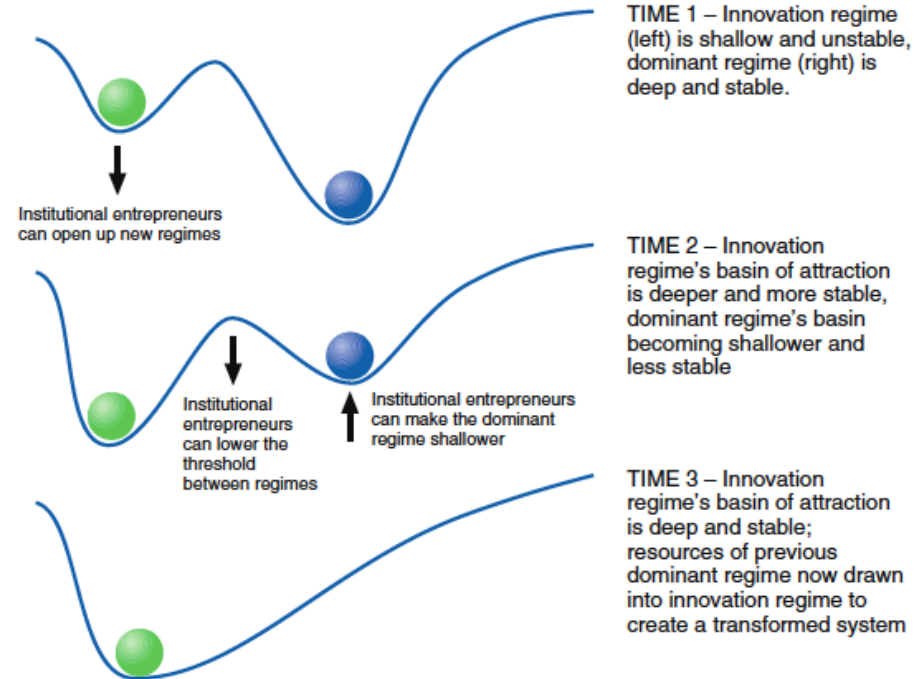 TIME 1 – Innovation regime
(left) is shallow and unstable,
dominant regime (right) is
deep and stable.
Institutional entrepreneurs
can open up new regimes
TIME 2 – Innovation
regime's basin of attraction
is deeper and more stable,
dominant regime's basin
becoming shallower and
less stable
Institutional
entrepreneurs
can lower the
threshold
between regimes
Institutional entrepreneurs
can make the dominant
regime shallower
TIME 3 – Innovation
regime's basin of attraction
is deep and stable;
resources of previous
dominant regime now drawn
into innovation regime to
create a transformed system